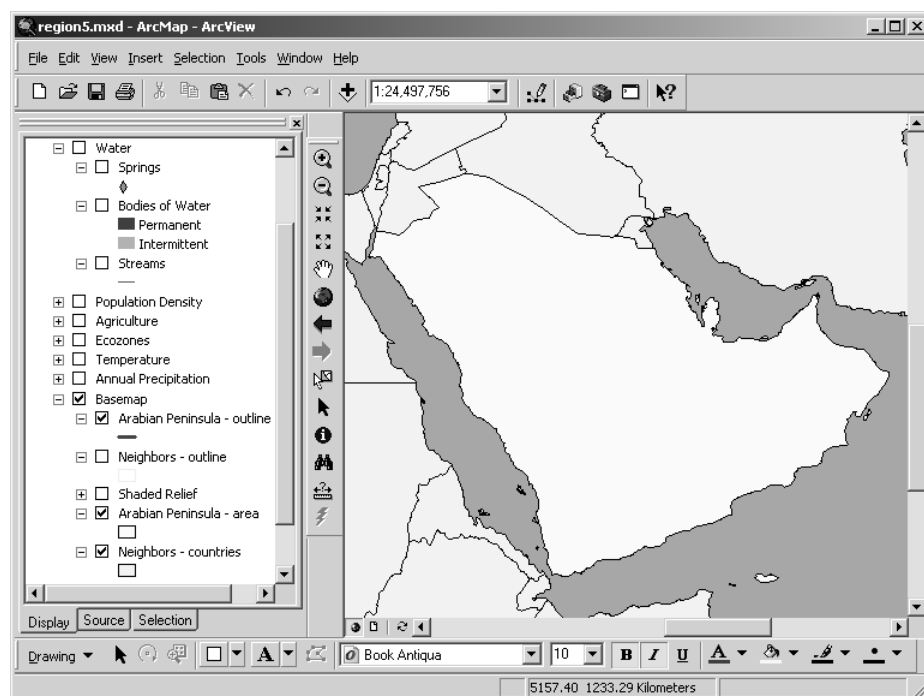 region5.mxd - ArcMap - ArcView
File Edit View Insert Selection Tools Window Help
1:24,497,756
Water
Springs
Bodies of Water
Permanent
Intermittent
Streams
Population Density
Agriculture
Ecozones
Temperature
Annual Precipitation
Basemap
Arabian Peninsula - outline
Neighbors - outline
Shaded Relief
Arabian Peninsula - area
Neighbors - countries
Display Source Selection
Drawing A Book Antiqua 10 B I U A
5157.40 1233.29 Kilometers